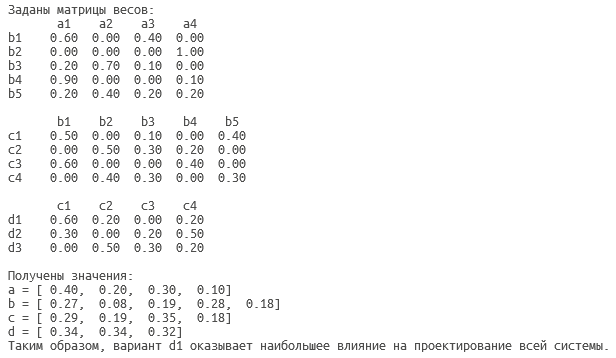 Заданы матрицы весов:
a1 a2 a3 a4
b1 0.60 0.00 0.40 0.00
b2 0.00 0.00 0.00 1.00
b3 0.20 0.70 0.10 0.00
b4 0.90 0.00 0.00 0.10
b5 0.20 0.40 0.20 0.20
b1 b2 b3 b4 b5
c1 0.50 0.00 0.10 0.00 0.40
c2 0.00 0.50 0.30 0.20 0.00
c3 0.60 0.00 0.00 0.40 0.00
c4 0.00 0.40 0.30 0.00 0.30
c1 c2 c3 c4
d1 0.60 0.20 0.00 0.20
d2 0.30 0.00 0.20 0.50
d3 0.00 0.50 0.30 0.20
Получены значения:
a = [ 0.40, 0.20, 0.30, 0.10]
b = [ 0.27, 0.08, 0.19, 0.28, 0.18]
c = [ 0.29, 0.19, 0.35, 0.18]
d = [ 0.34, 0.34, 0.32]
Таким образом, вариант d1 оказывает наибольшее влияние на проектирование всей системы.